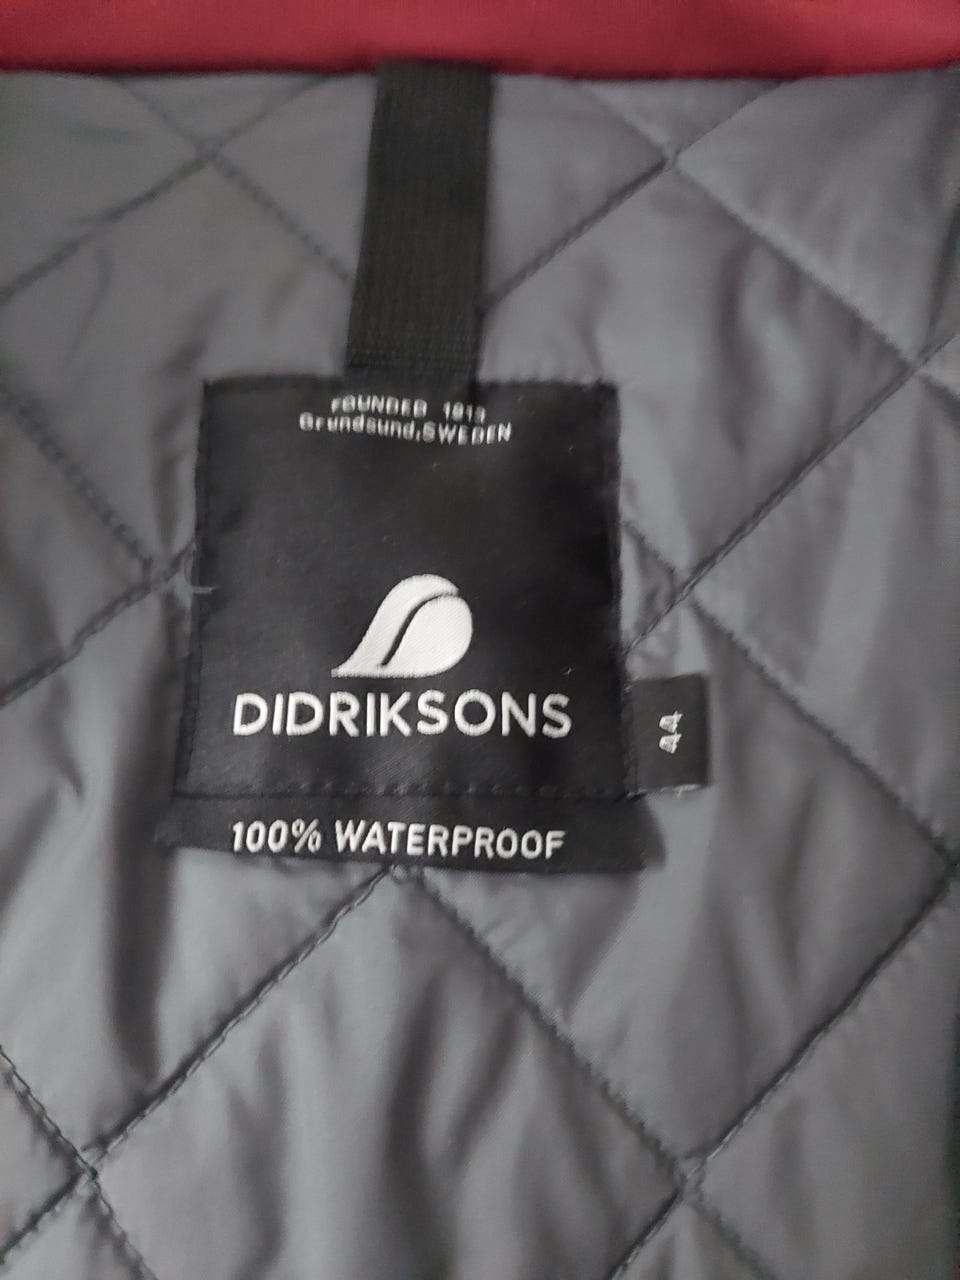 FOUNDED 1913
Grundsund,SWEDEN
DIDRIKSONS
44
100% WATERPROOF